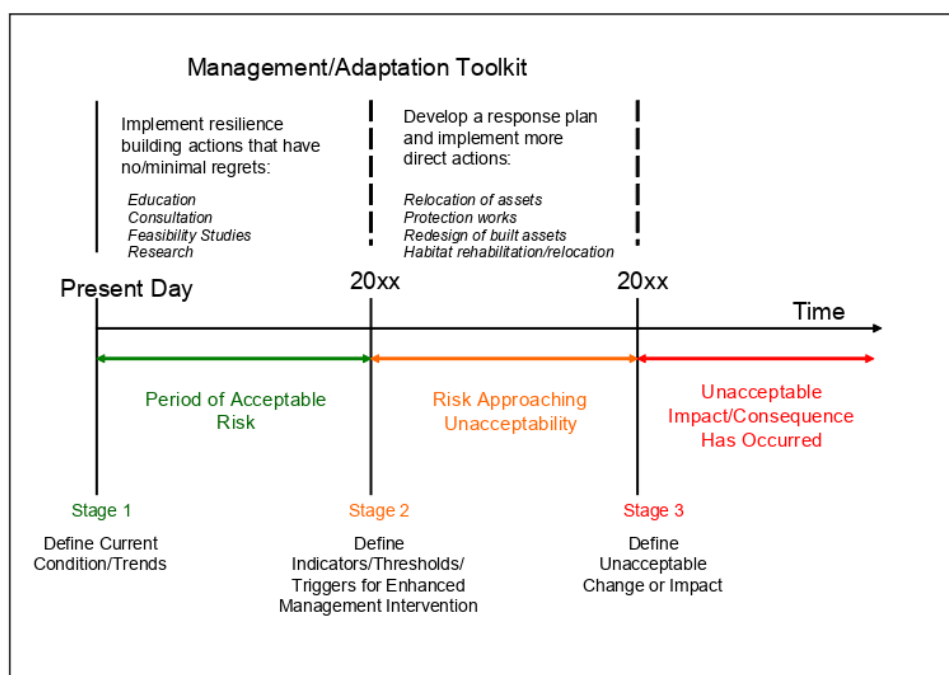 Management/Adaptation Toolkit
Implement resilience
building actions that have
no/minimal regrets:
Education
Consultation
Feasibility Studies
Research
Develop a response plan
and implement more
direct actions:
Relocation of assets
Protection works
Redesign of built assets
Habitat rehabilitation/relocation
Present Day
20xx
20xx
Time
Period of Acceptable
Risk
Risk Approaching
Unacceptability
Unacceptable
Impact/Consequence
Has Occurred
Stage 1
Define Current
Condition/Trends
Stage 2
Define
Indicators/Thresholds/
Triggers for Enhanced
Management Intervention
Stage 3
Define
Unacceptable
Change or Impact